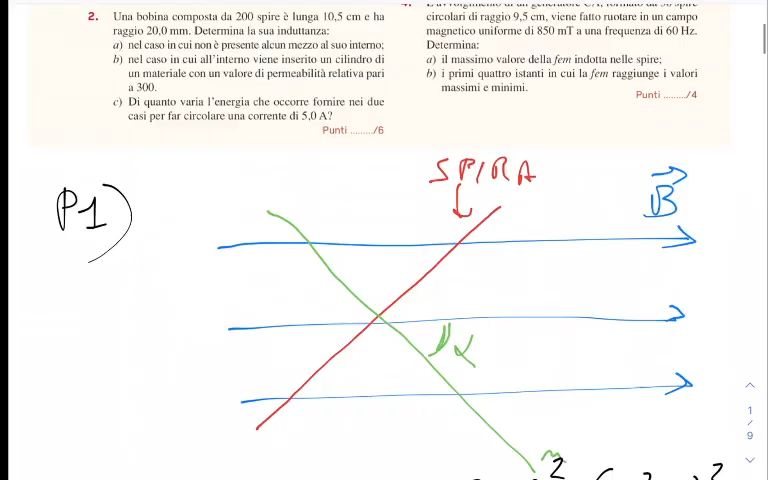 2. Una bobina composta da 200 spire è lunga 10,5 cm e ha
raggio 20,0 mm. Determina la sua induttanza:
a) nel caso in cui non è presente alcun mezzo al suo interno;
b) nel caso in cui all'interno viene inserito un cilindro di
un materiale con un valore di permeabilità relativa pari
a 300.
c) Di quanto varia l'energia che occorre fornire nei due
casi per far circolare una corrente di 5,0 A?
Punti ........./6
circolari di raggio 9,5 cm, viene fatto ruotare in un campo
magnetico uniforme di 850 mT a una frequenza di 60 Hz.
Determina:
a) il massimo valore della fem indotta nelle spire;
b) i primi quattro istanti in cui la fem raggiunge i valori
massimi e minimi.
Punti ........./4
P1)
SPIRA
B
α
1
/
9